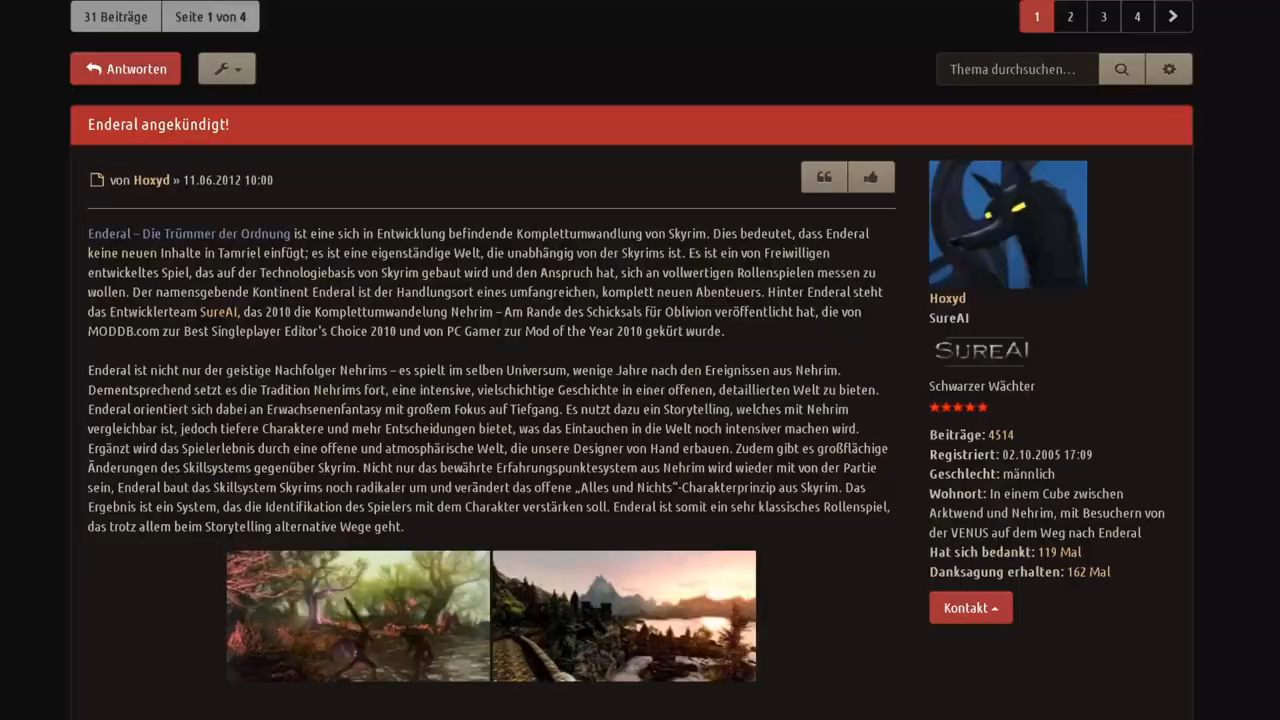 31 Beiträge Seite 1 von 4 1 2 3 4
Antworten Thema durchsuchen…
Enderal angekündigt!
von Hoxyd » 11.06.2012 10:00
Enderal – Die Trümmer der Ordnung ist eine sich in Entwicklung befindende Komplettumwandlung von Skyrim. Dies bedeutet, dass Enderal
keine neuen Inhalte in Tamriel einfügt; es ist eine eigenständige Welt, die unabhängig von der Skyrims ist. Es ist ein von Freiwilligen
entwickeltes Spiel, das auf der Technologiebasis von Skyrim gebaut wird und den Anspruch hat, sich an vollwertigen Rollenspielen messen zu
wollen. Der namensgebende Kontinent Enderal ist der Handlungsort eines umfangreichen, komplett neuen Abenteuers. Hinter Enderal steht
das Entwicklerteam SureAI, das 2010 die Komplettumwandelung Nehrim – Am Rande des Schicksals für Oblivion veröffentlicht hat, die von
MODDB.com zur Best Singleplayer Editor's Choice 2010 und von PC Gamer zur Mod of the Year 2010 gekürt wurde.
Enderal ist nicht nur der geistige Nachfolger Nehrims – es spielt im selben Universum, wenige Jahre nach den Ereignissen aus Nehrim.
Dementsprechend setzt es die Tradition Nehrims fort, eine intensive, vielschichtige Geschichte in einer offenen, detaillierten Welt zu bieten.
Enderal orientiert sich dabei an Erwachsenenfantasy mit großem Fokus auf Tiefgang. Es nutzt dazu ein Storytelling, welches mit Nehrim
vergleichbar ist, jedoch tiefere Charaktere und mehr Entscheidungen bietet, was das Eintauchen in die Welt noch intensiver machen wird.
Ergänzt wird das Spielerlebnis durch eine offene und atmosphärische Welt, die unsere Designer von Hand erbauen. Zudem gibt es großflächige
Änderungen des Skillsystems gegenüber Skyrim. Nicht nur das bewährte Erfahrungspunktesystem aus Nehrim wird wieder mit von der Partie
sein, Enderal baut das Skillsystem Skyrims noch radikaler um und verändert das offene „Alles und Nichts“-Charakterprinzip aus Skyrim. Das
Ergebnis ist ein System, das die Identifikation des Spielers mit dem Charakter verstärken soll. Enderal ist somit ein sehr klassisches Rollenspiel,
das trotz allem beim Storytelling alternative Wege geht.
Hoxyd
SureAI
SUREAI
Schwarzer Wächter
Beiträge: 4514
Registriert: 02.10.2005 17:09
Geschlecht: männlich
Wohnort: In einem Cube zwischen
Arktwend und Nehrim, mit Besuchern von
der VENUS auf dem Weg nach Enderal
Hat sich bedankt: 119 Mal
Danksagung erhalten: 162 Mal
Kontakt